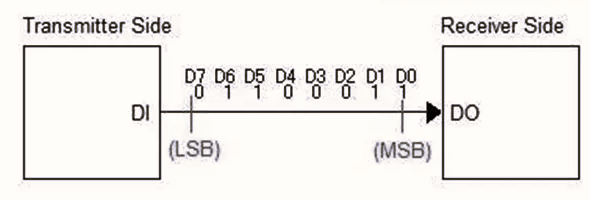 Transmitter Side Receiver Side
D7 D6 D5 D4 D3 D2 D1 D0
0 1 1 0 0 0 1 1
DI DO
(LSB) (MSB)